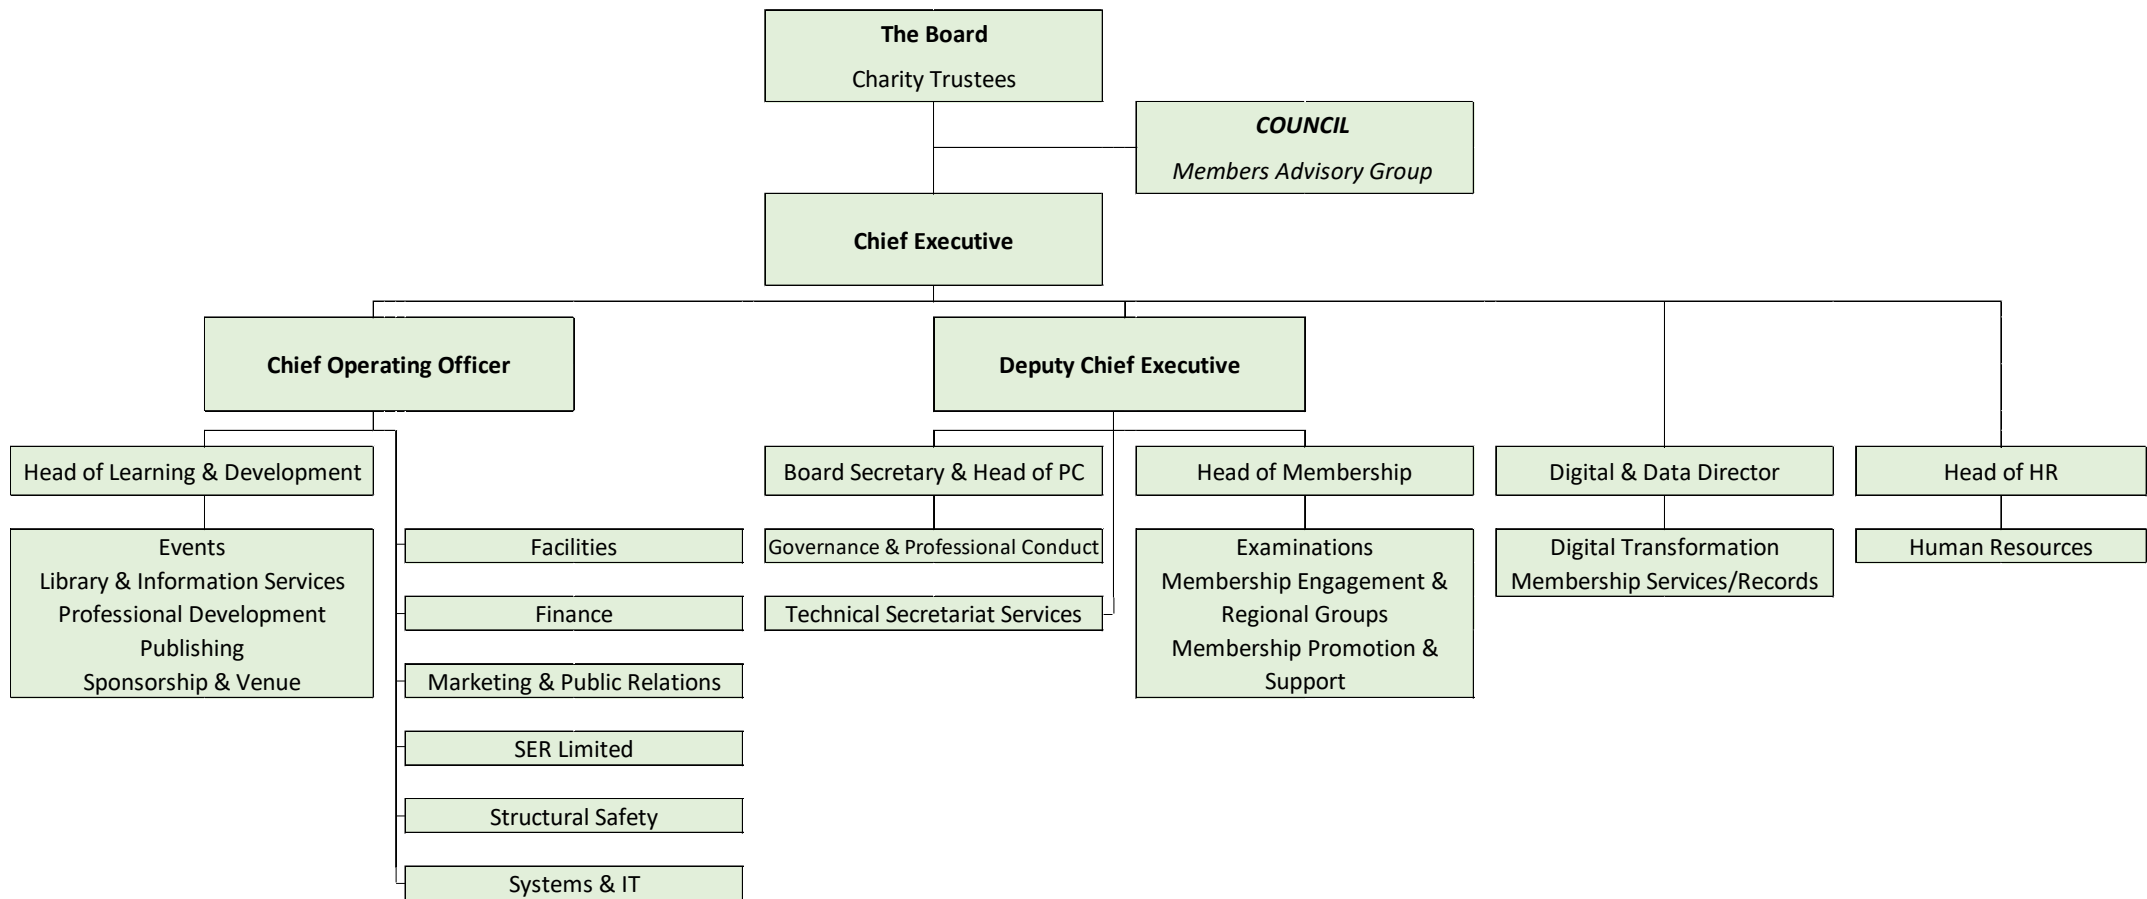 The Board
Charity Trustees
COUNCIL
Members Advisory Group
Chief Executive
Chief Operating Officer
Deputy Chief Executive
Head of Learning & Development
Board Secretary & Head of PC
Head of Membership
Digital & Data Director
Head of HR
Events
Library & Information Services
Professional Development
Publishing
Sponsorship & Venue
Facilities
Finance
Marketing & Public Relations
SER Limited
Structural Safety
Systems & IT
Governance & Professional Conduct
Technical Secretariat Services
Examinations
Membership Engagement &
Regional Groups
Membership Promotion &
Support
Digital Transformation
Membership Services/Records
Human Resources